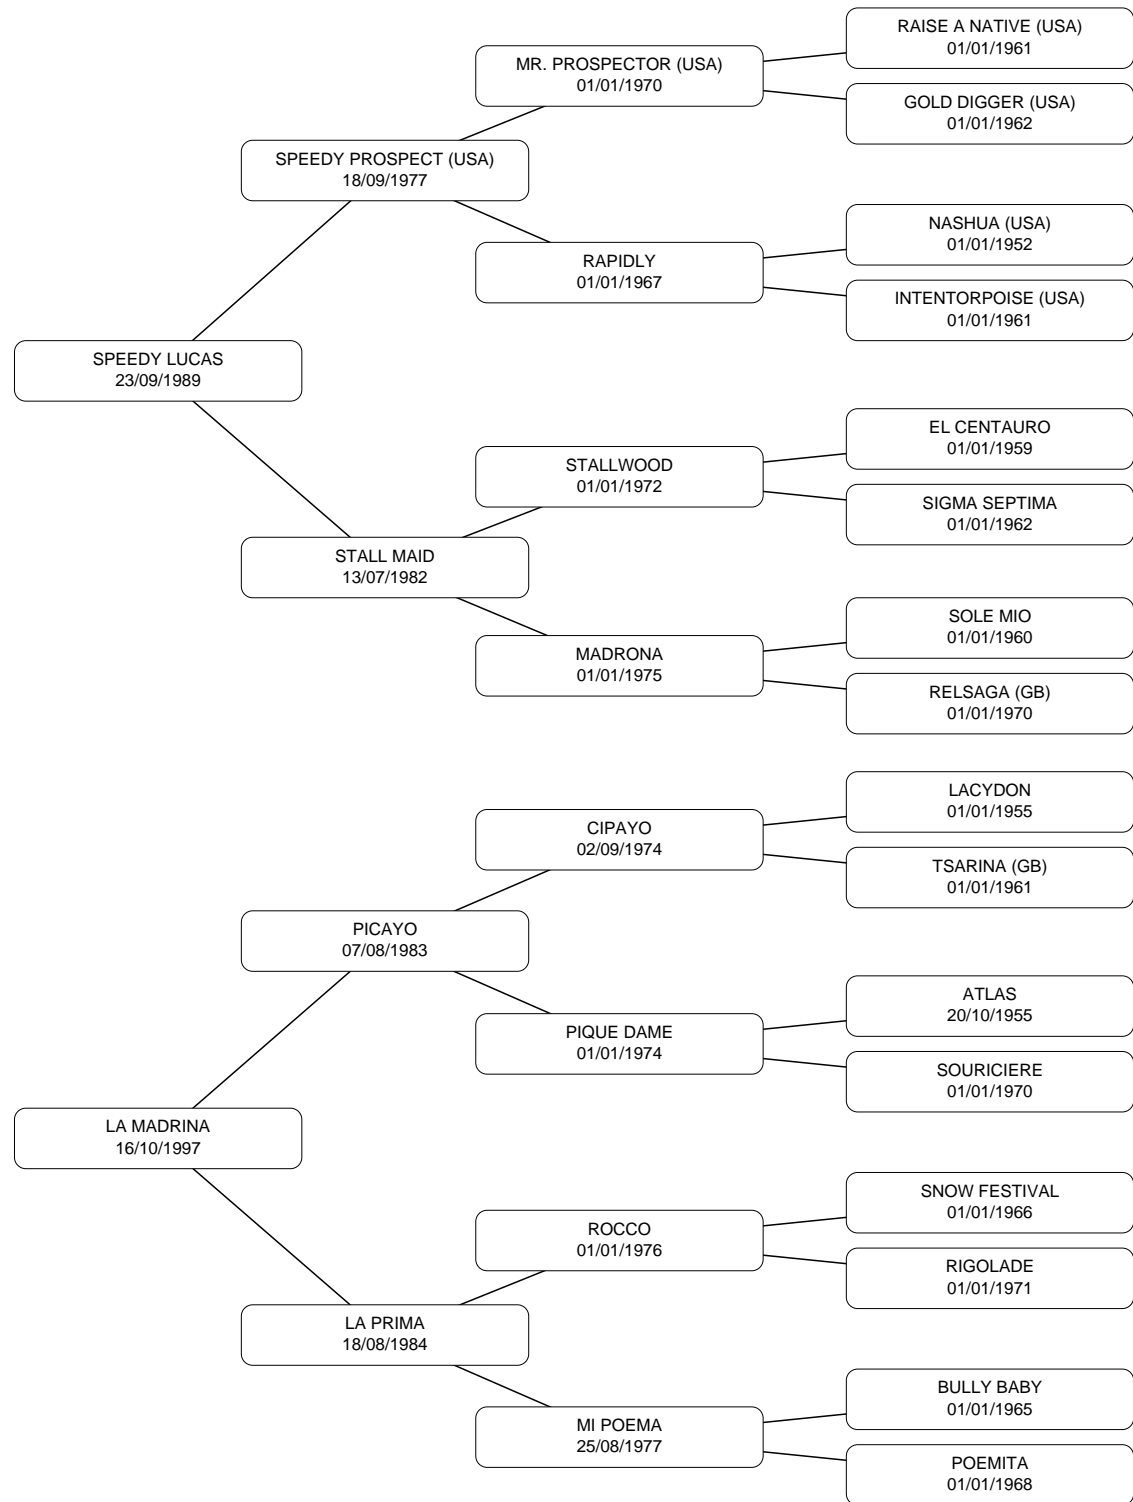 RAISE A NATIVE (USA)
01/01/1961
MR. PROSPECTOR (USA)
01/01/1970
GOLD DIGGER (USA)
01/01/1962
SPEEDY PROSPECT (USA)
18/09/1977
NASHUA (USA)
01/01/1952
RAPIDLY
01/01/1967
INTENTORPOISE (USA)
01/01/1961
SPEEDY LUCAS
23/09/1989
EL CENTAURO
01/01/1959
STALLWOOD
01/01/1972
SIGMA SEPTIMA
01/01/1962
STALL MAID
13/07/1982
SOLE MIO
01/01/1960
MADRONA
01/01/1975
RELSAGA (GB)
01/01/1970
LACYDON
01/01/1955
CIPAYO
02/09/1974
TSARINA (GB)
01/01/1961
PICAYO
07/08/1983
ATLAS
20/10/1955
PIQUE DAME
01/01/1974
SOURICIERE
01/01/1970
LA MADRINA
16/10/1997
SNOW FESTIVAL
01/01/1966
ROCCO
01/01/1976
RIGOLADE
01/01/1971
LA PRIMA
18/08/1984
BULLY BABY
01/01/1965
MI POEMA
25/08/1977
POEMITA
01/01/1968